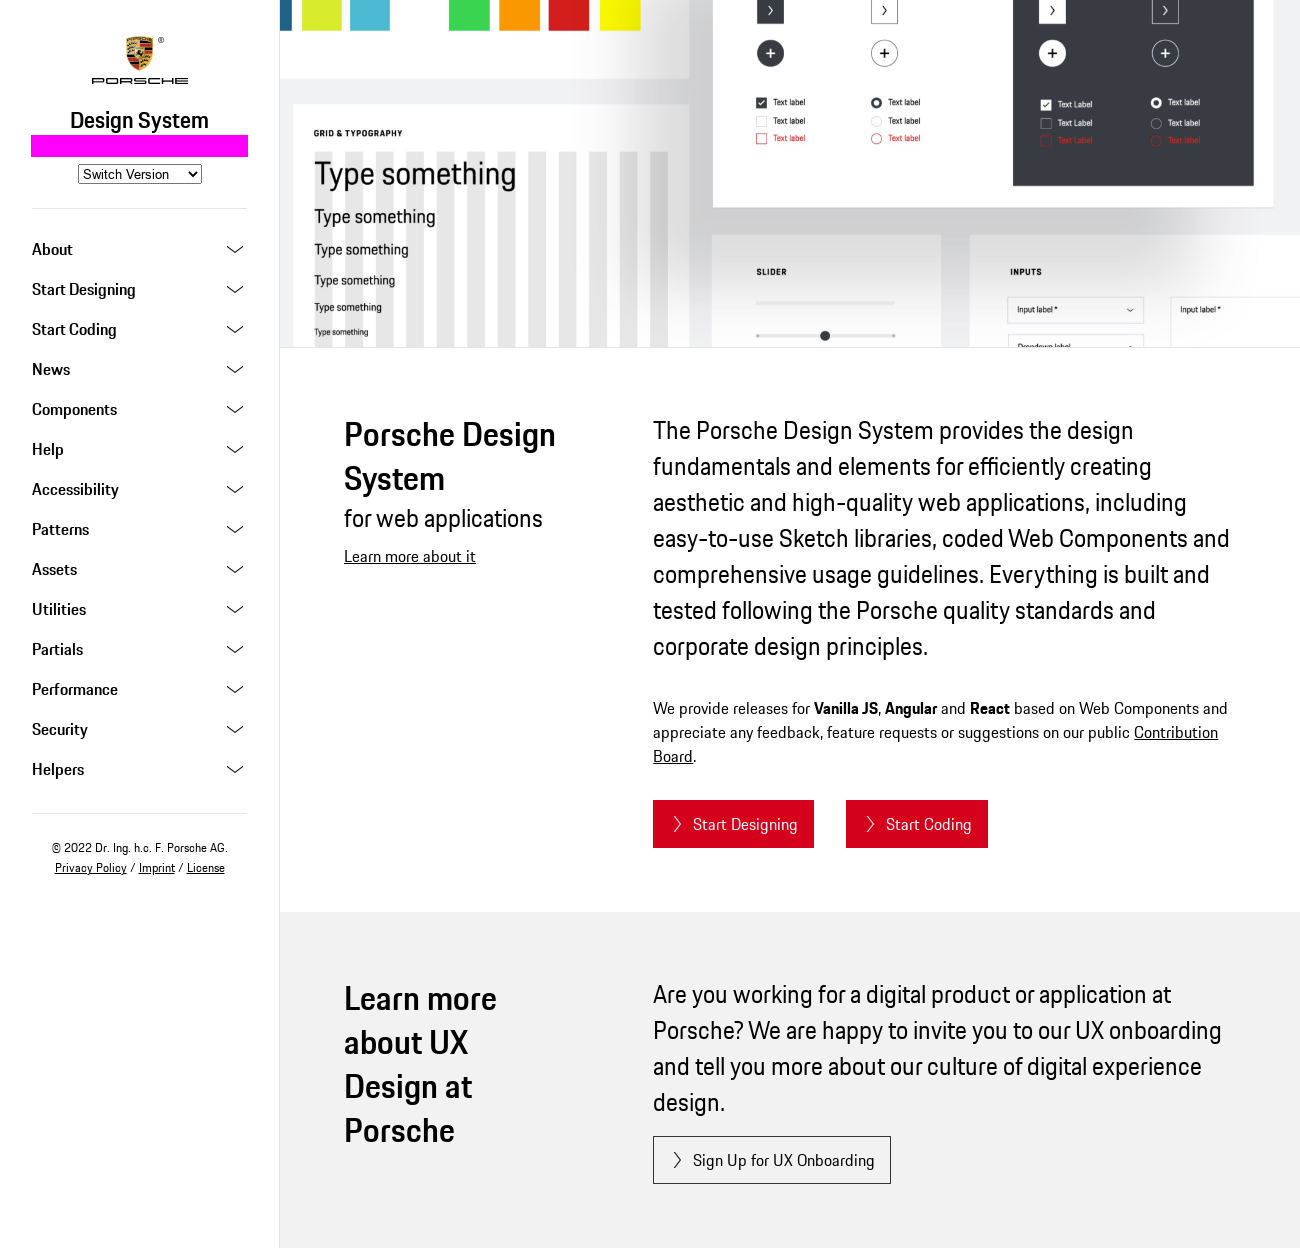 ®
PORSCHE
Design System
Switch Version
About
Start Designing
Start Coding
News
Components
Help
Accessibility
Patterns
Assets
Utilities
Partials
Performance
Security
Helpers
© 2022 Dr. Ing. h.c. F. Porsche AG.
Privacy Policy / Imprint / License
GRID & TYPOGRAPHY
Type something
Type something
Type something
Type something
Type something
Type something
Text label
Text label
Text label
Text label
Text label
Text label
Text Label
Text Label
Text Label
Text label
Text label
Text label
SLIDER
INPUTS
Input label *
Input label *
Dropdown label
Porsche Design
System
for web applications
Learn more about it
The Porsche Design System provides the design
fundamentals and elements for efficiently creating
aesthetic and high-quality web applications, including
easy-to-use Sketch libraries, coded Web Components and
comprehensive usage guidelines. Everything is built and
tested following the Porsche quality standards and
corporate design principles.
We provide releases for Vanilla JS, Angular and React based on Web Components and
appreciate any feedback, feature requests or suggestions on our public Contribution
Board.
Start Designing
Start Coding
Learn more
about UX
Design at
Porsche
Are you working for a digital product or application at
Porsche? We are happy to invite you to our UX onboarding
and tell you more about our culture of digital experience
design.
Sign Up for UX Onboarding